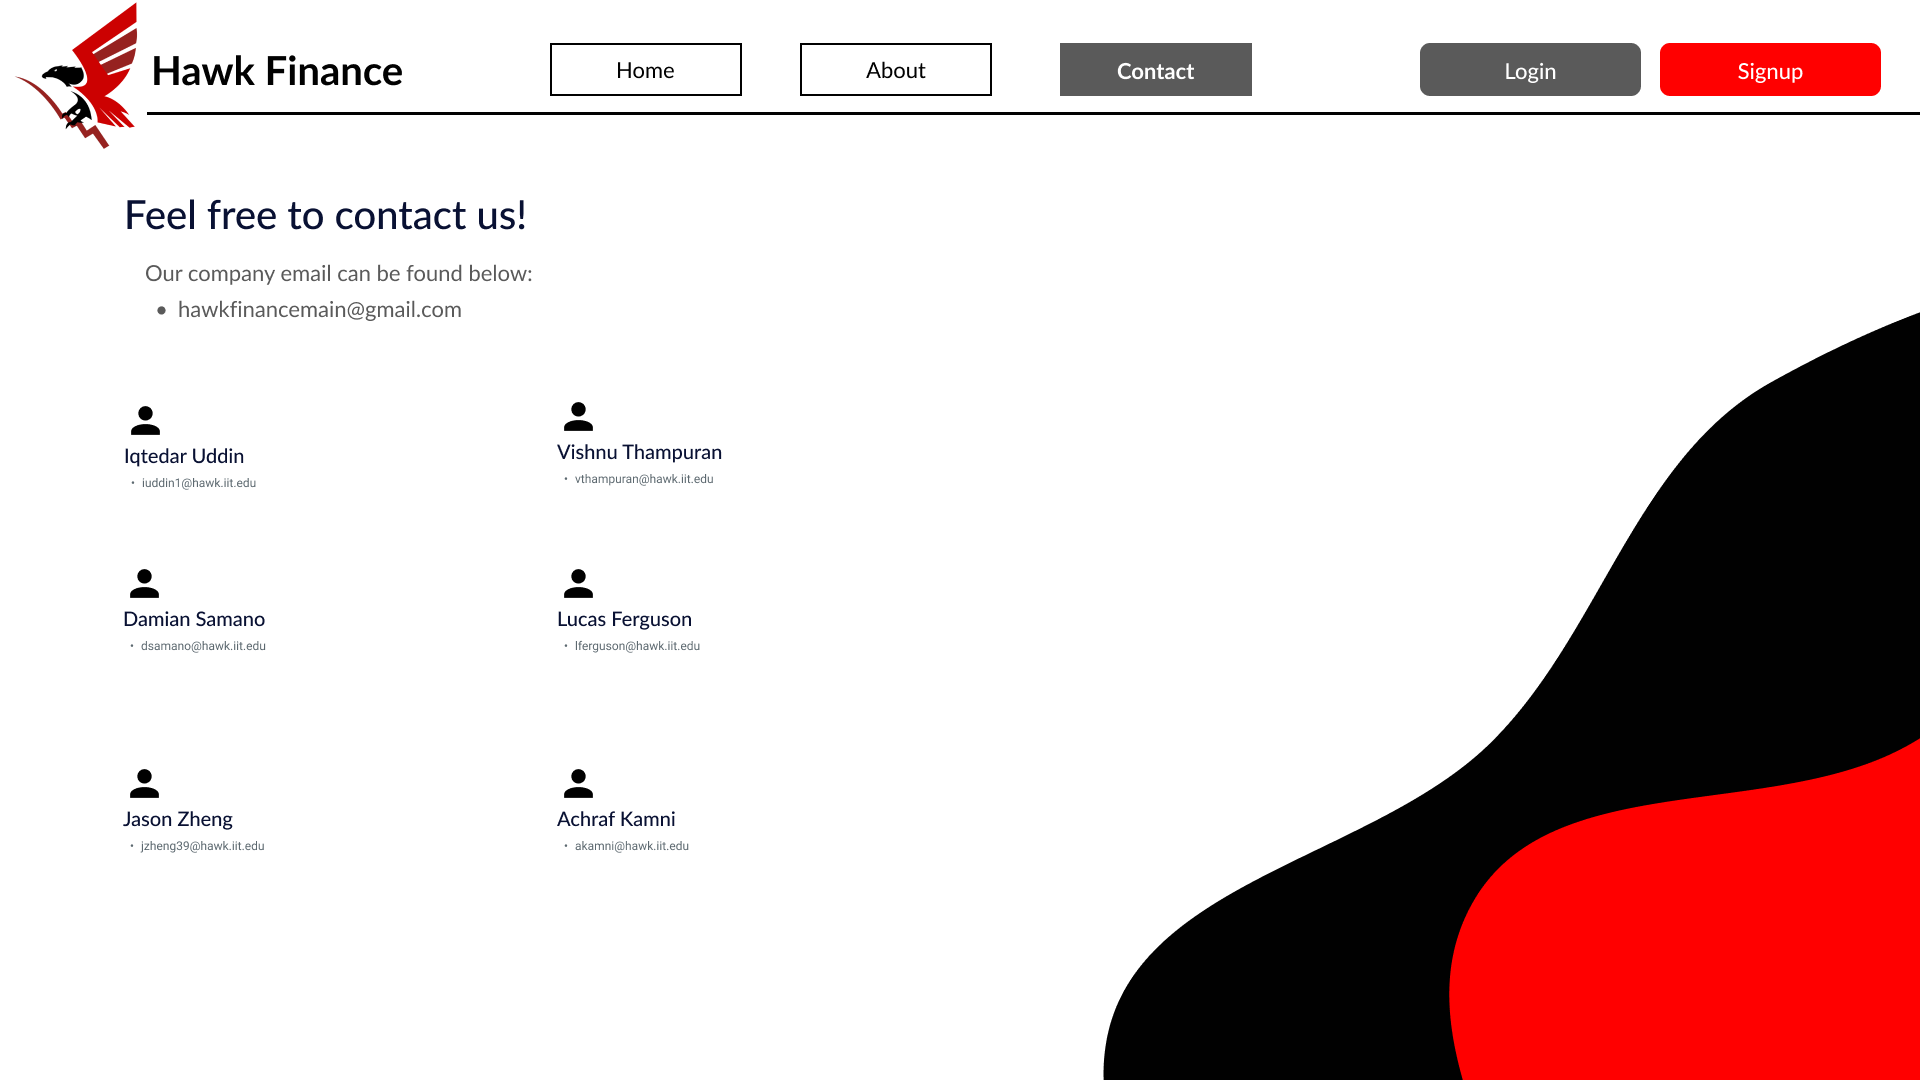 Hawk Finance
Home
About
Contact
Login
Signup
Feel free to contact us!
Our company email can be found below:
• hawkfinancemain@gmail.com
Iqtedar Uddin
• iuddin1@hawk.iit.edu
Vishnu Thampuran
• vthampuran@hawk.iit.edu
Damian Samano
• dsamano@hawk.iit.edu
Lucas Ferguson
• lferguson@hawk.iit.edu
Jason Zheng
• jzheng39@hawk.iit.edu
Achraf Kamni
• akamni@hawk.iit.edu